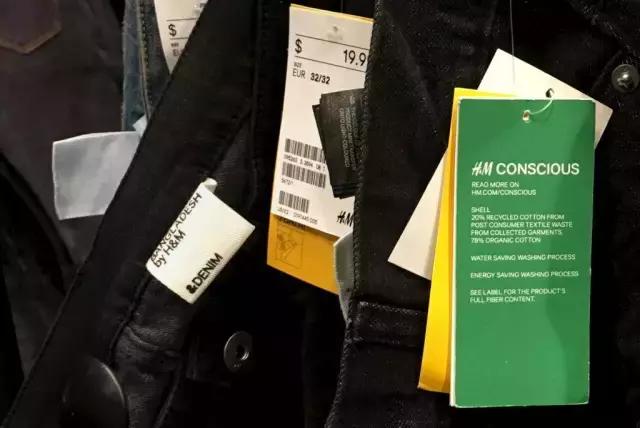 $
$ 19.9
SIZE
EUR 32/32
H&M
BANGLADESH
by H&M
&DENIM
H&M CONSCIOUS
READ MORE ON
HM.COM/CONSCIOUS
SHELL
20% RECYCLED COTTON FROM
POST CONSUMER TEXTILE WASTE
FROM COLLECTED GARMENTS,
78% ORGANIC COTTON
WATER SAVING WASHING PROCESS
ENERGY SAVING WASHING PROCESS
SEE LABEL FOR THE PRODUCT'S
FULL FIBER CONTENT.